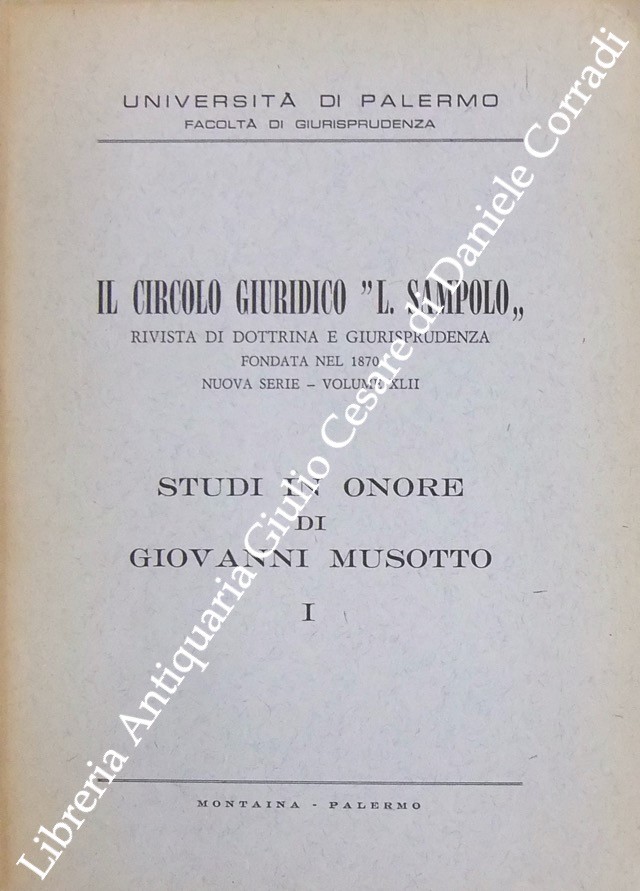 UNIVERSITÀ DI PALERMO
FACOLTÀ DI GIURISPRUDENZA
IL CIRCOLO GIURIDICO "L. SAMPOLO„
RIVISTA DI DOTTRINA E GIURISPRUDENZA
FONDATA NEL 1870
NUOVA SERIE – VOLUME XLII
STUDI IN ONORE
DI
GIOVANNI MUSOTTO
I
MONTAINA - PALERMO
Libreria Antiquaria Giulio Cesare di Daniele Corradi